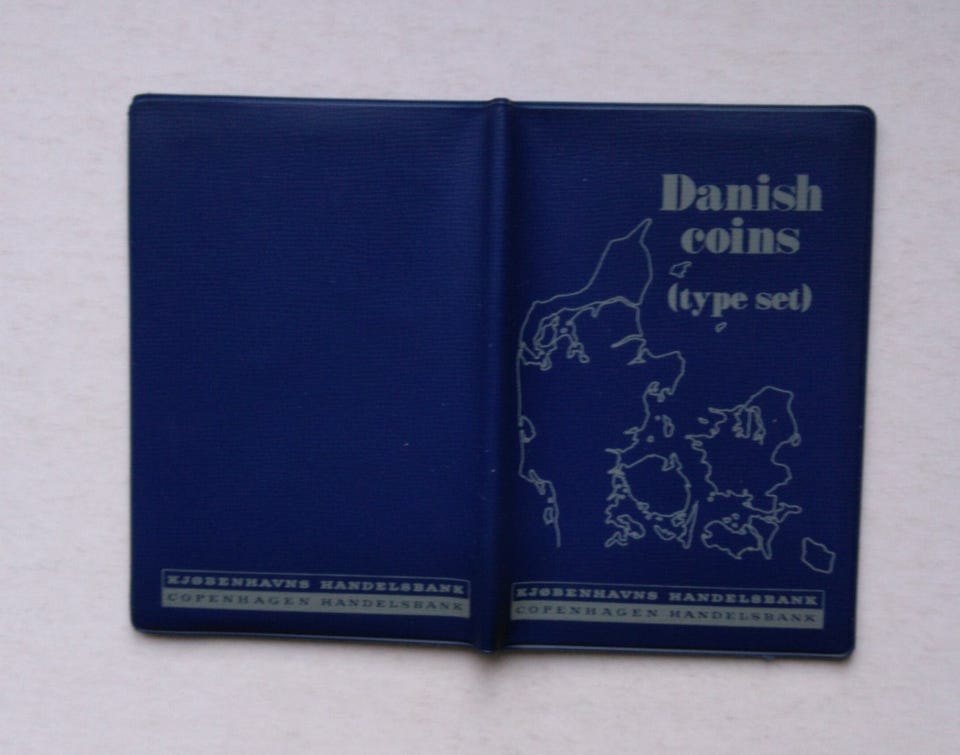 Danish
coins
(type set)
KJØBENHAVNS HANDELSBANK
COPENHAGEN HANDELSBANK
KJØBENHAVNS HANDELSBANK
COPENHAGEN HANDELSBANK